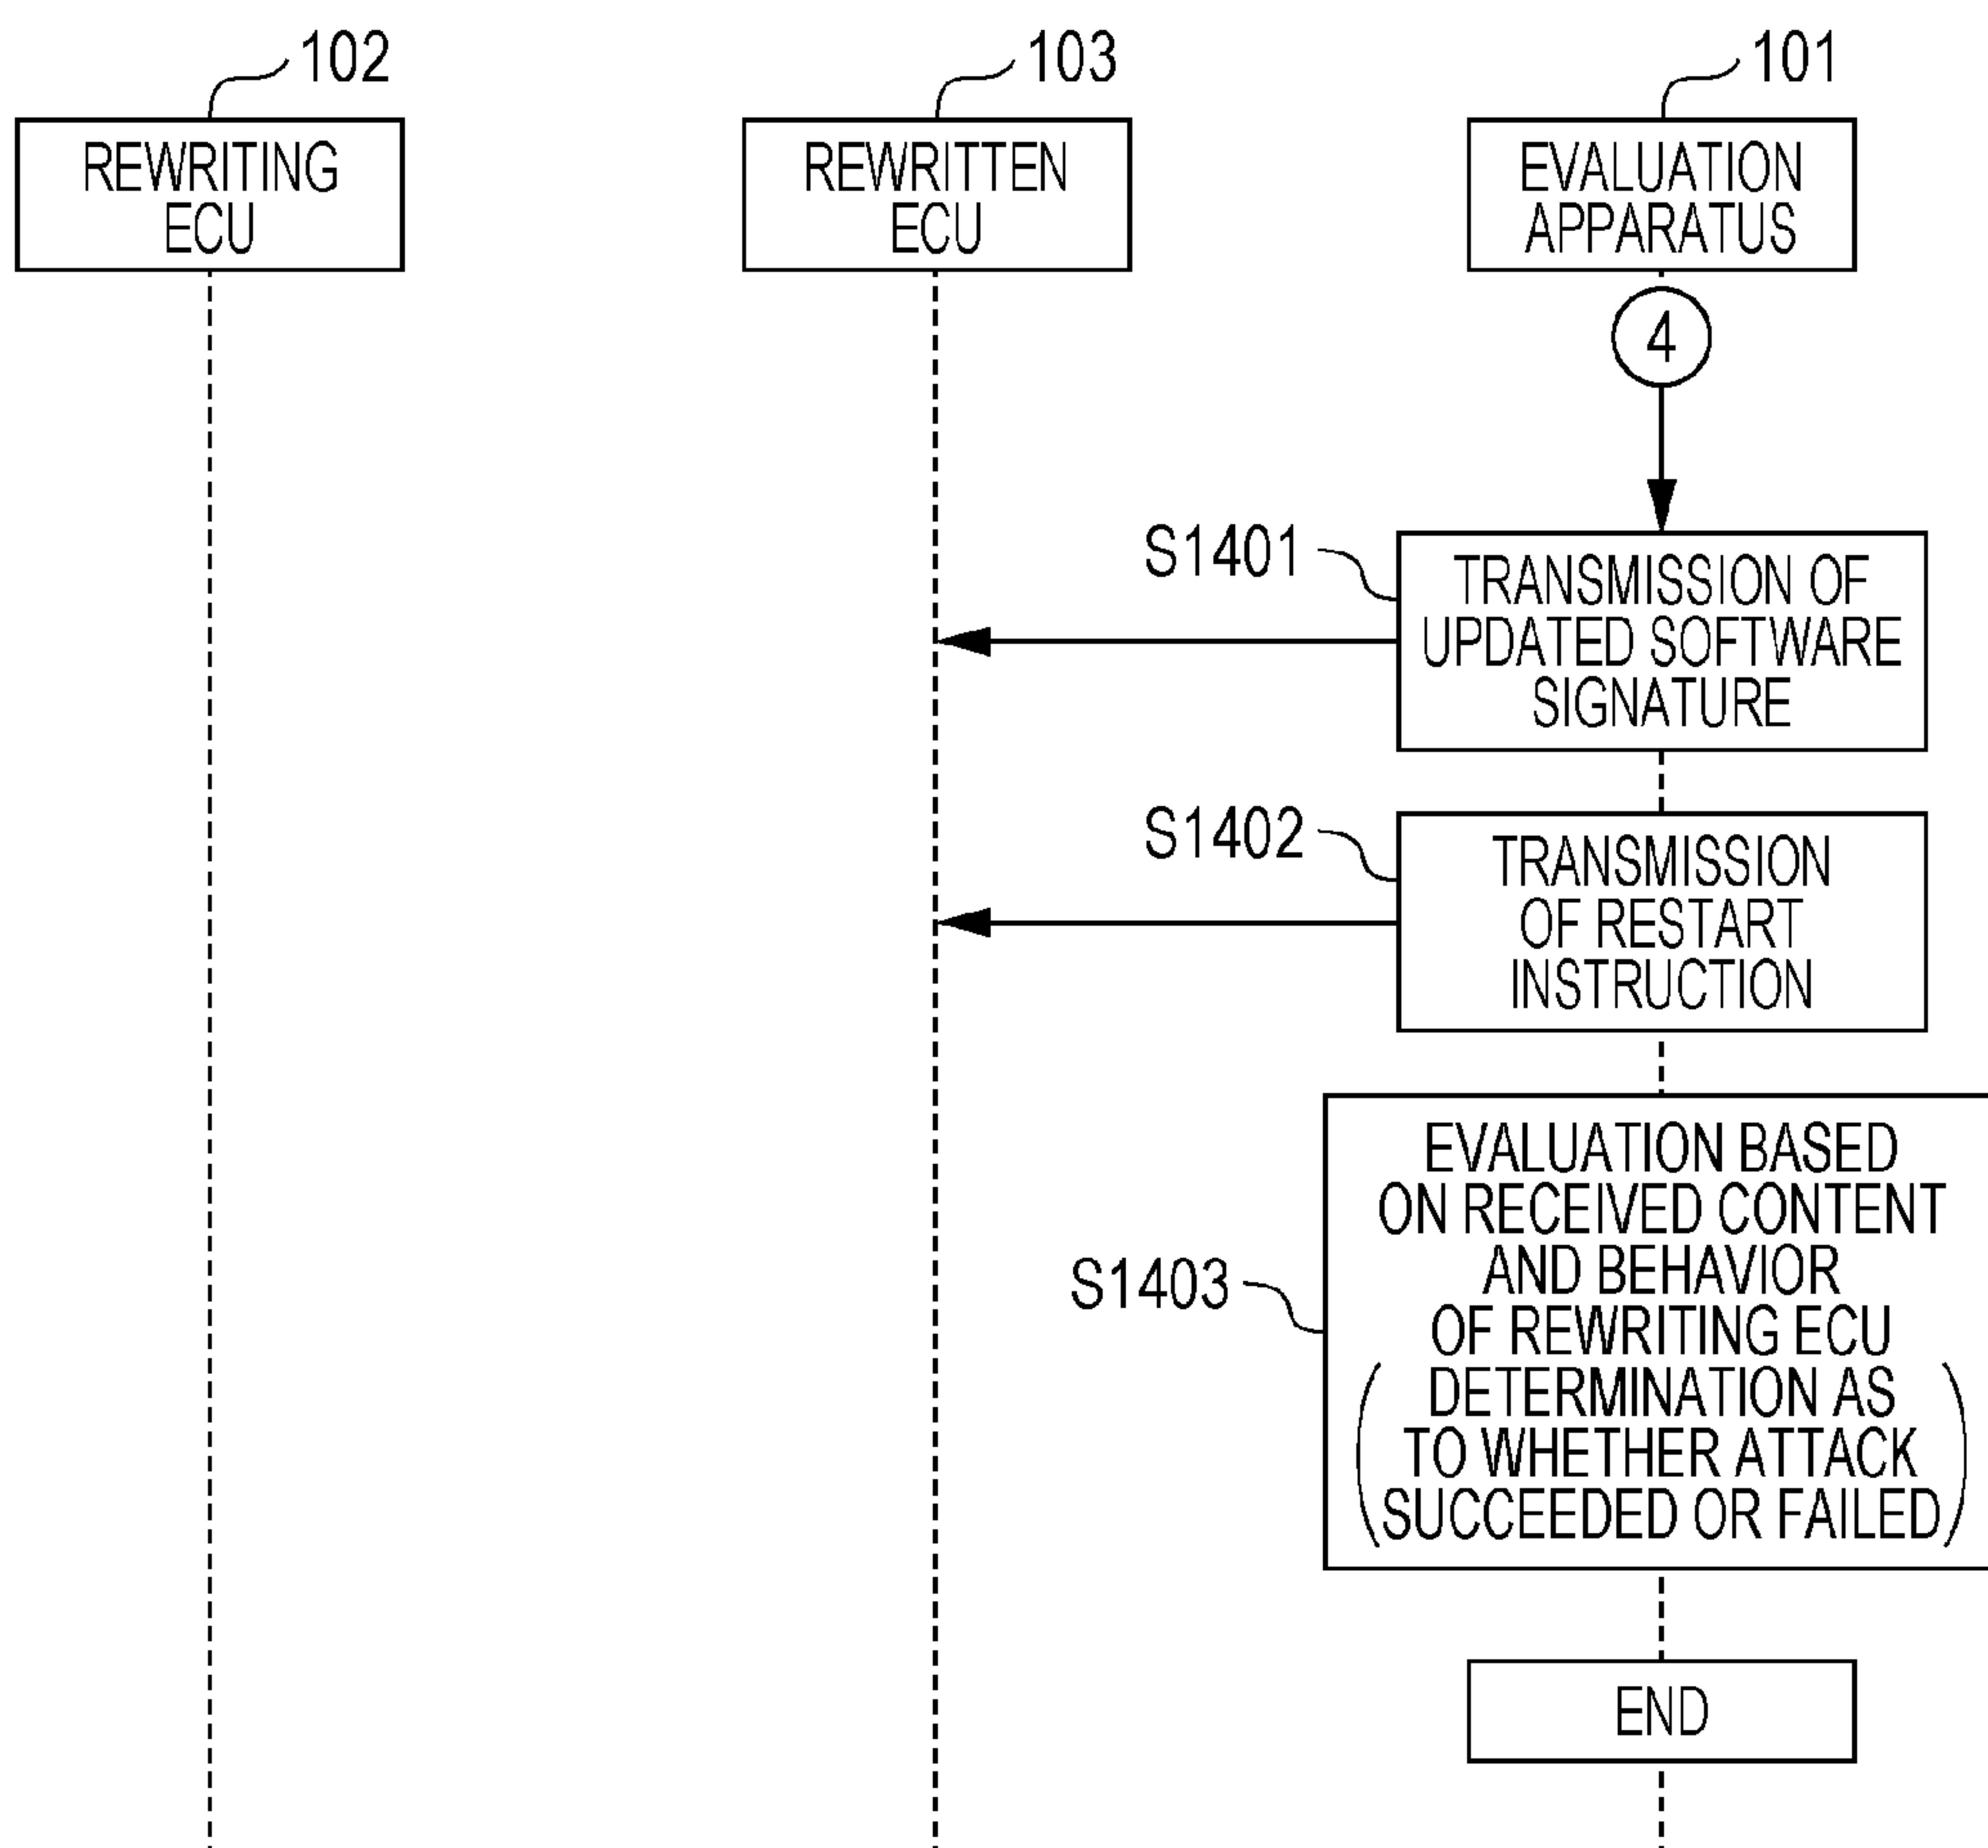 102
103
101
REWRITING
ECU
REWRITTEN
ECU
EVALUATION
APPARATUS
4
S1401
TRANSMISSION OF
UPDATED SOFTWARE
SIGNATURE
S1402
TRANSMISSION
OF RESTART
INSTRUCTION
S1403
EVALUATION BASED
ON RECEIVED CONTENT
AND BEHAVIOR
OF REWRITING ECU
(DETERMINATION AS
TO WHETHER ATTACK
SUCCEEDED OR FAILED)
END